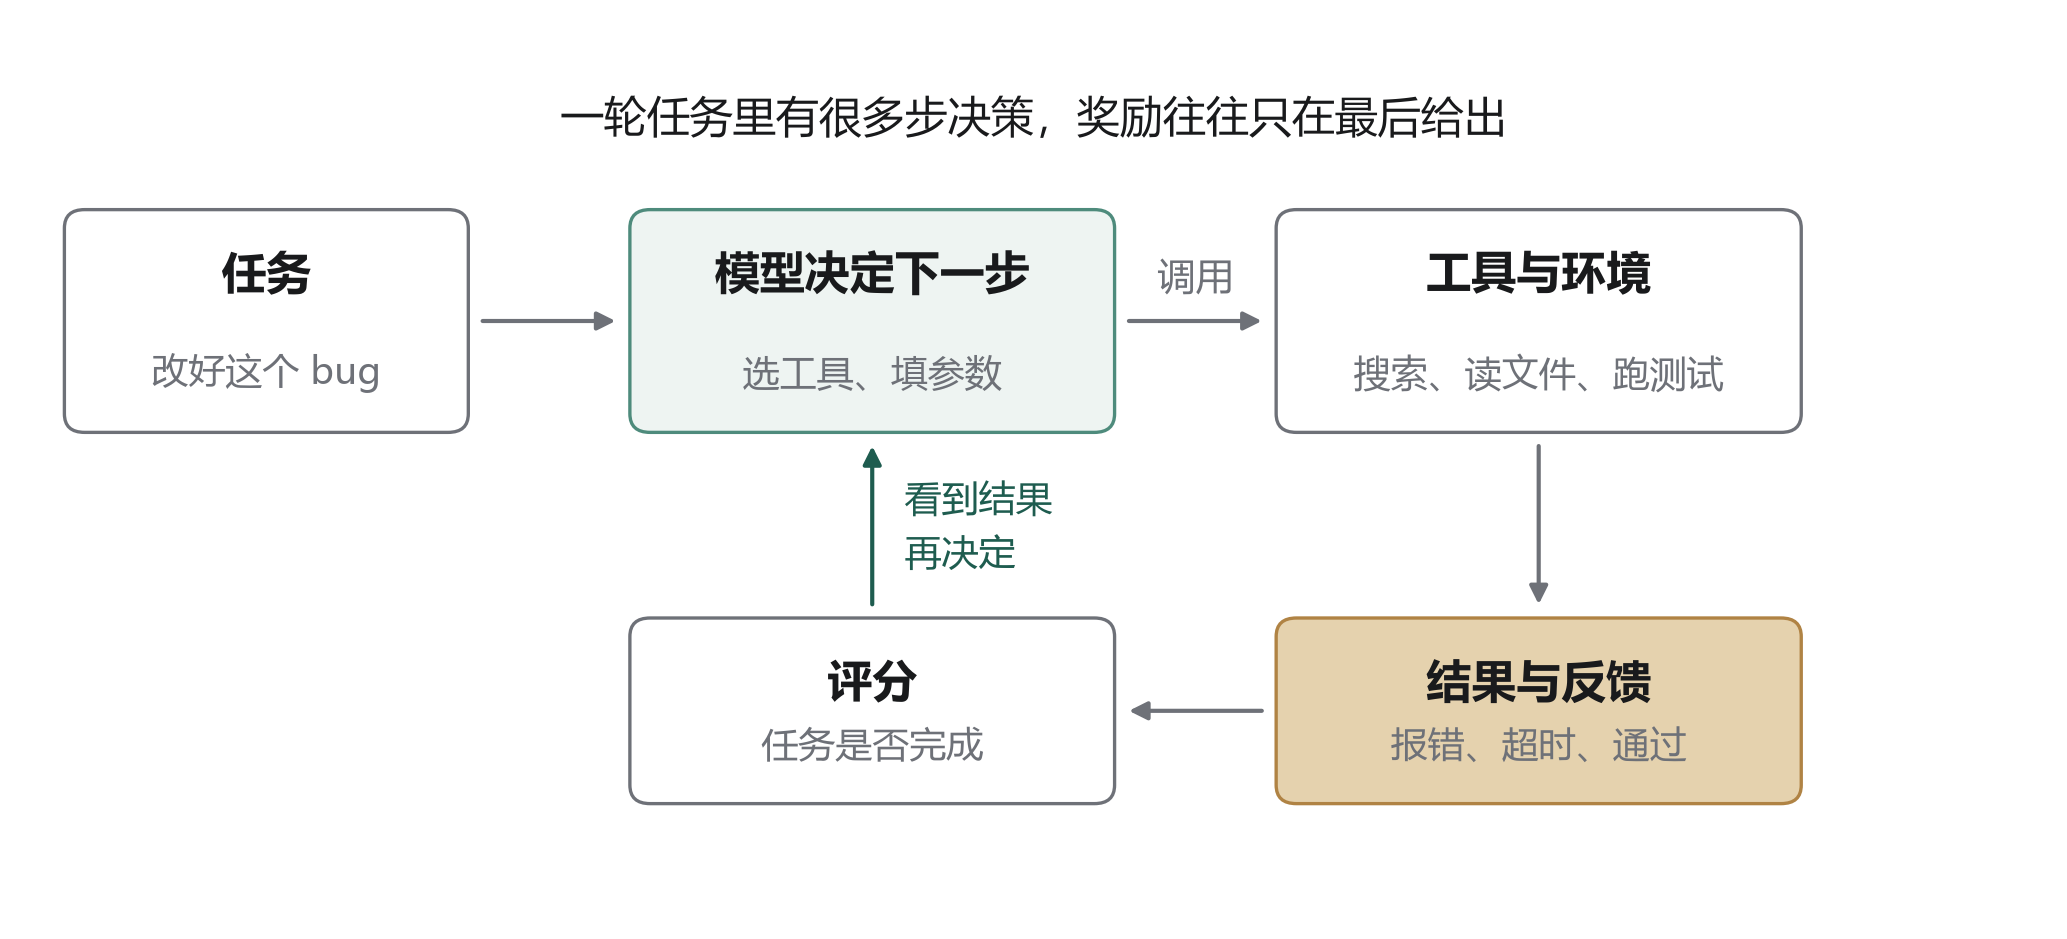 一轮任务里有很多步决策，奖励往往只在最后给出
任务
改好这个 bug
模型决定下一步
选工具、填参数
调用
工具与环境
搜索、读文件、跑测试
看到结果
再决定
评分
任务是否完成
结果与反馈
报错、超时、通过